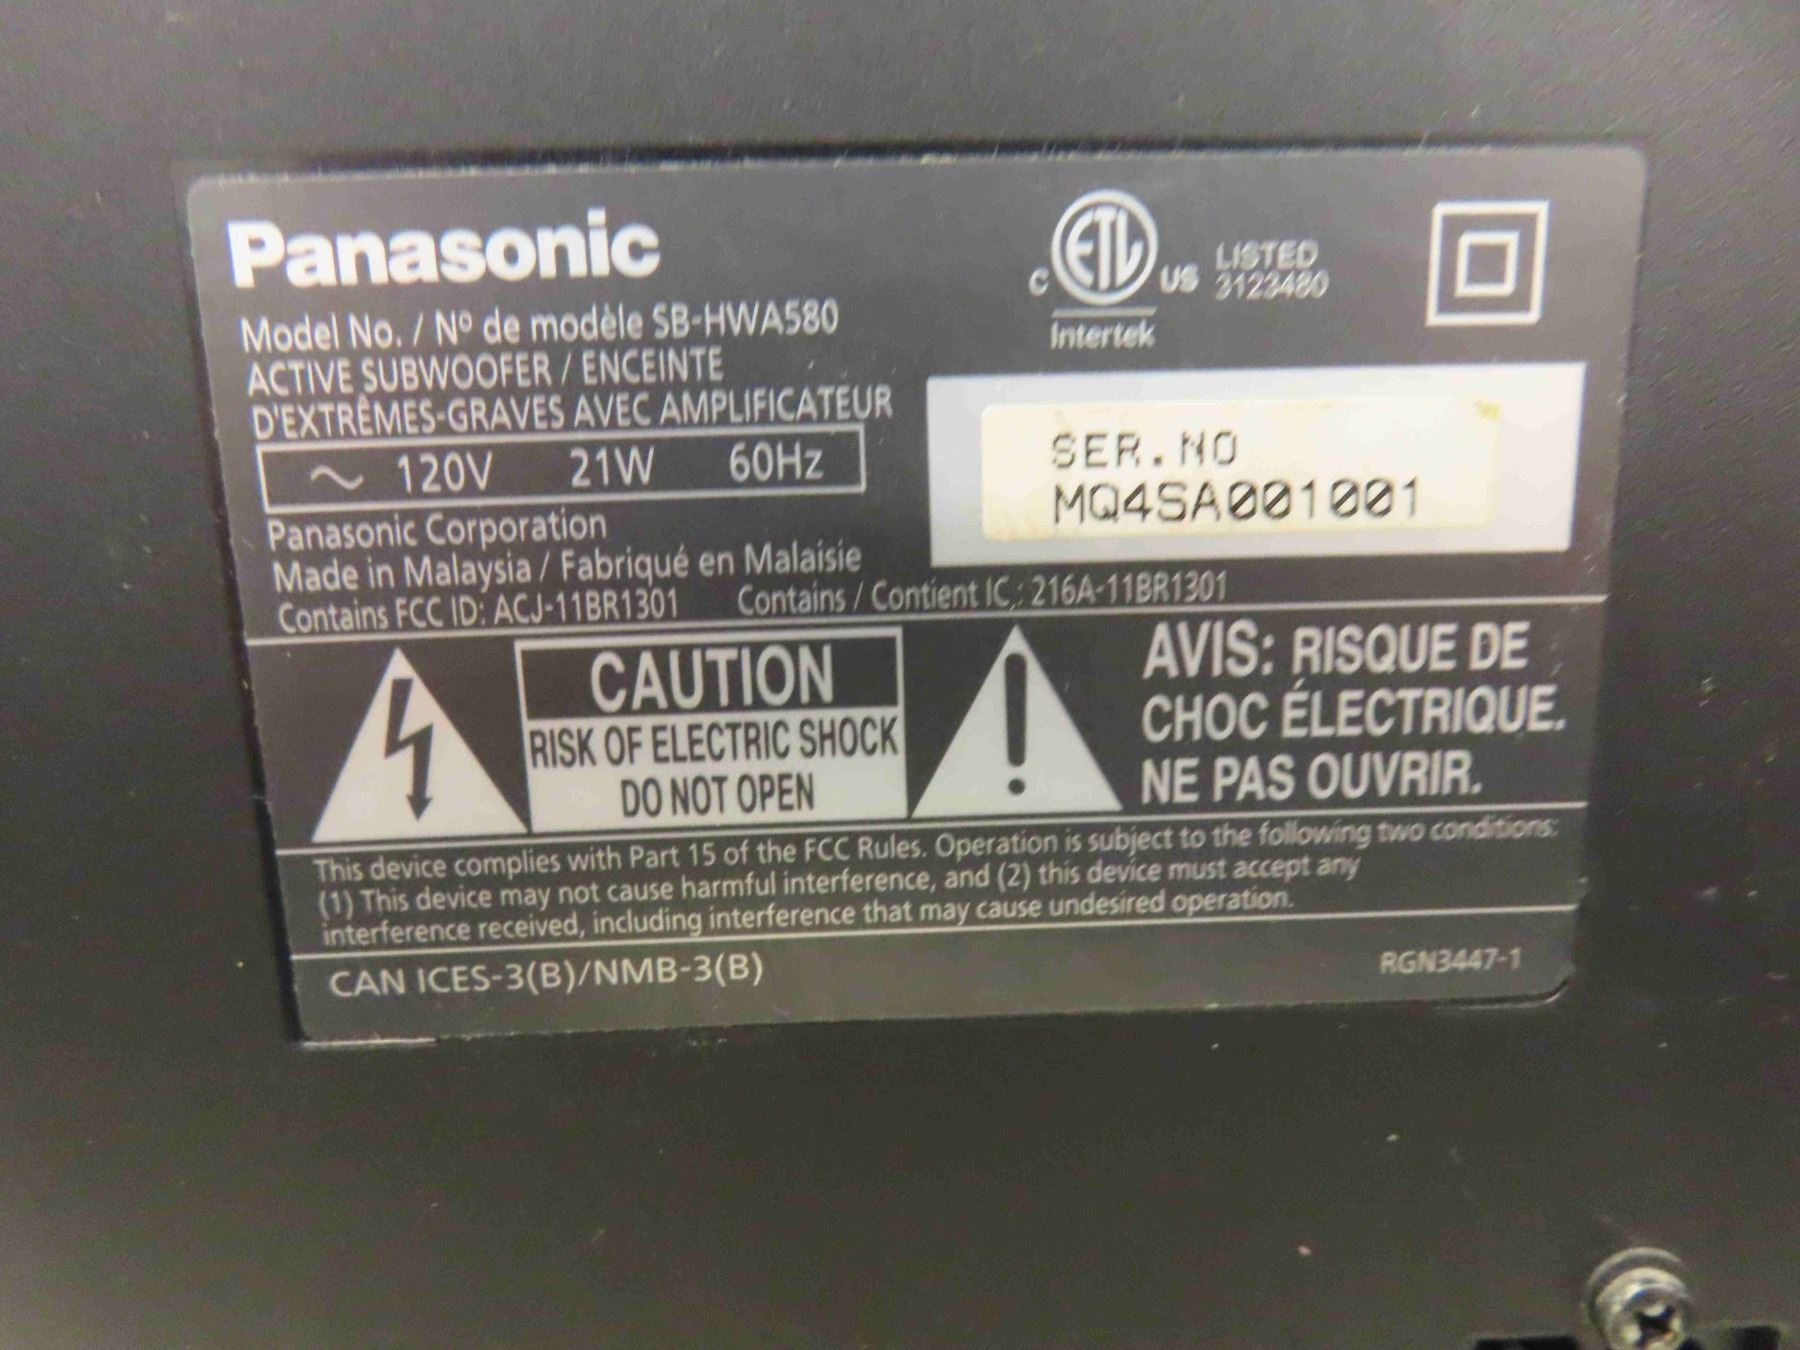 Panasonic
Model No. / Nº de modèle SB-HWA580
ACTIVE SUBWOOFER / ENCEINTE
D'EXTRÊMES-GRAVES AVEC AMPLIFICATEUR
~ 120V 21W 60Hz
Panasonic Corporation
Made in Malaysia / Fabriqué en Malaisie
Contains FCC ID: ACJ-11BR1301 Contains / Contient IC : 216A-11BR1301
C ETL US LISTED
3123480
Intertek
SER.NO
MQ4SA001001
CAUTION
RISK OF ELECTRIC SHOCK
DO NOT OPEN
AVIS: RISQUE DE
CHOC ÉLECTRIQUE.
NE PAS OUVRIR.
This device complies with Part 15 of the FCC Rules. Operation is subject to the following two conditions:
(1) This device may not cause harmful interference, and (2) this device must accept any
interference received, including interference that may cause undesired operation.
CAN ICES-3(B)/NMB-3(B)
RGN3447-1